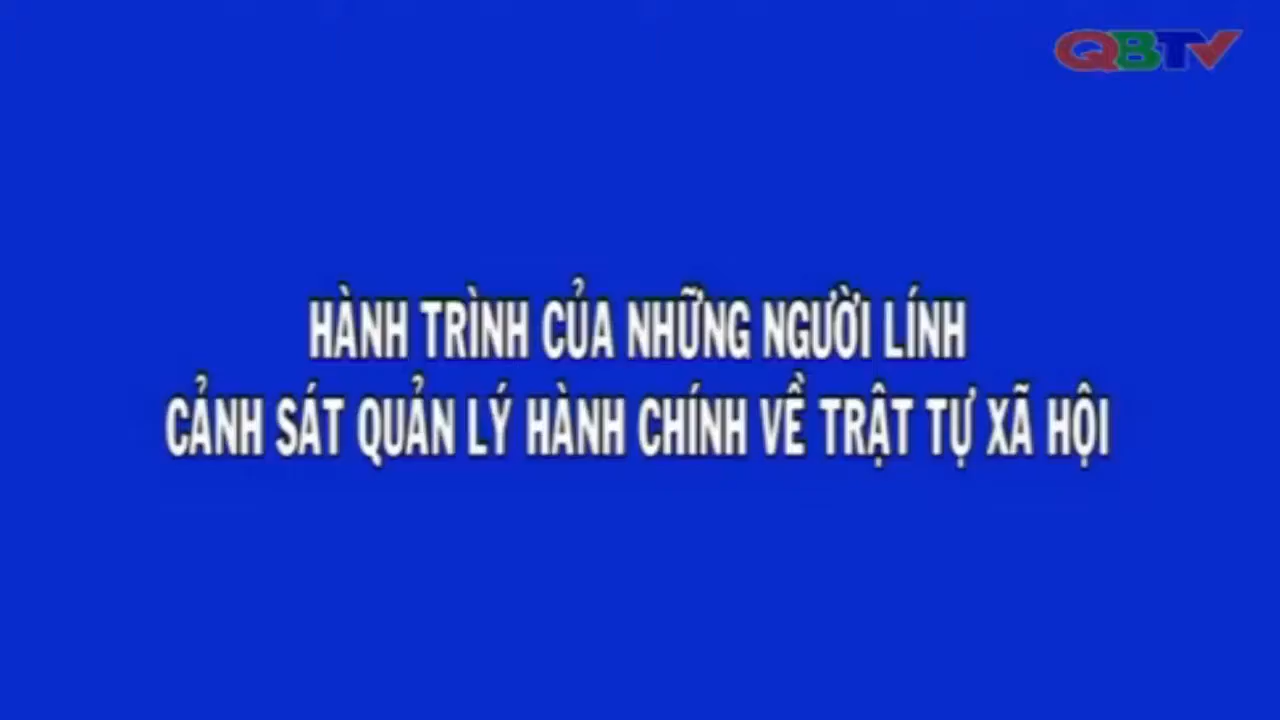 QBTV
HÀNH TRÌNH CỦA NHỮNG NGƯỜI LÍNH
CẢNH SÁT QUẢN LÝ HÀNH CHÍNH VỀ TRẬT TỰ XÃ HỘI